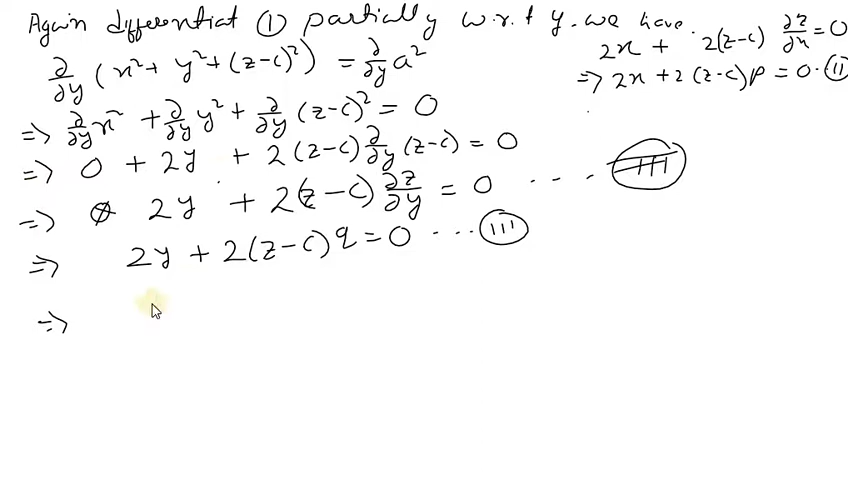 Again differentiat ① partially w.r.t y. we have.
∂/∂y (x² + y² + (z-c)²) = ∂/∂y a²
⇒ ∂/∂y x² + ∂/∂y y² + ∂/∂y (z-c)² = 0
⇒ 0 + 2y + 2(z-c) ∂/∂y (z-c) = 0
⇒ 2y + 2(z-c) ∂z/∂y = 0 ---
⇒ 2y + 2(z-c)q = 0 --- (III)
⇒
2x + 2(z-c) ∂z/∂x = 0
⇒ 2x + 2(z-c)p = 0 · (II)